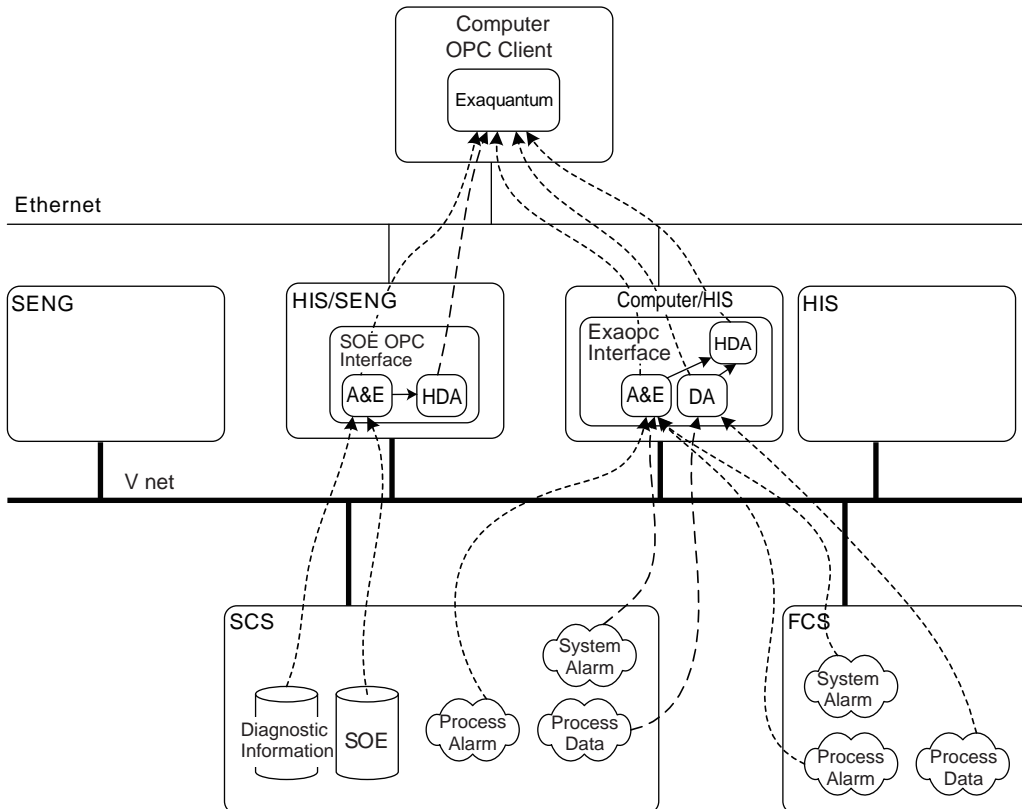 Computer
OPC Client
Exaquantum
Ethernet
SENG
HIS/SENG
SOE OPC
Interface
A&E
HDA
Computer/HIS
Exaopc
Interface
HDA
A&E
DA
HIS
V net
SCS
System
Alarm
Diagnostic
Information
SOE
Process
Alarm
Process
Data
FCS
System
Alarm
Process
Alarm
Process
Data